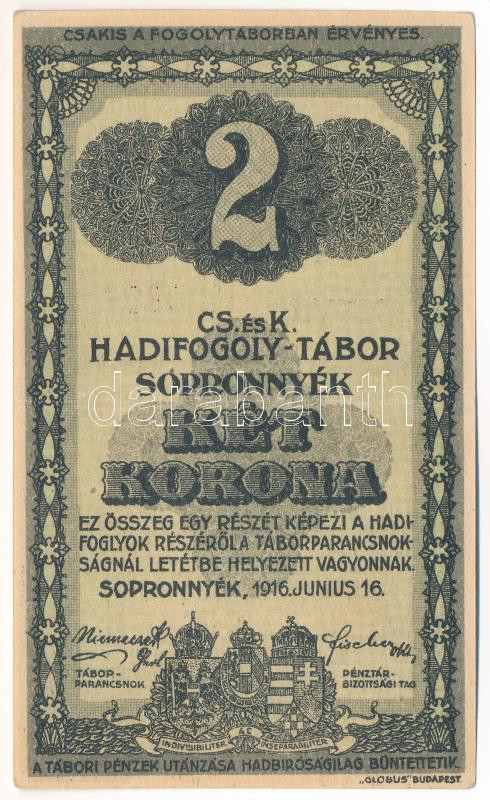 CSAKIS A FOGOLYTÁBORBAN ÉRVÉNYES.
2
CS. ÉS K.
HADIFOGOLY-TÁBOR
SOPRONNYÉK
darabanth
KÉT
KORONA
EZ ÖSSZEG EGY RÉSZÉT KÉPEZI A HADI-
FOGLYOK RÉSZÉRŐL A TÁBORPARANCSNOK-
SÁGNÁL LETÉTBE HELYEZETT VAGYONNAK.
SOPRONNYÉK, 1916. JUNIUS 16.
TÁBOR-
PARANCSNOK
PÉNZTÁR-
BIZOTTSÁGI TAG
INDIVISIBILITER AC INSEPARABILITER
A TÁBORI PÉNZEK UTÁNZÁSA HADBIRÓSÁGILAG BÜNTETTETIK.
„GLOBUS” BUDAPEST